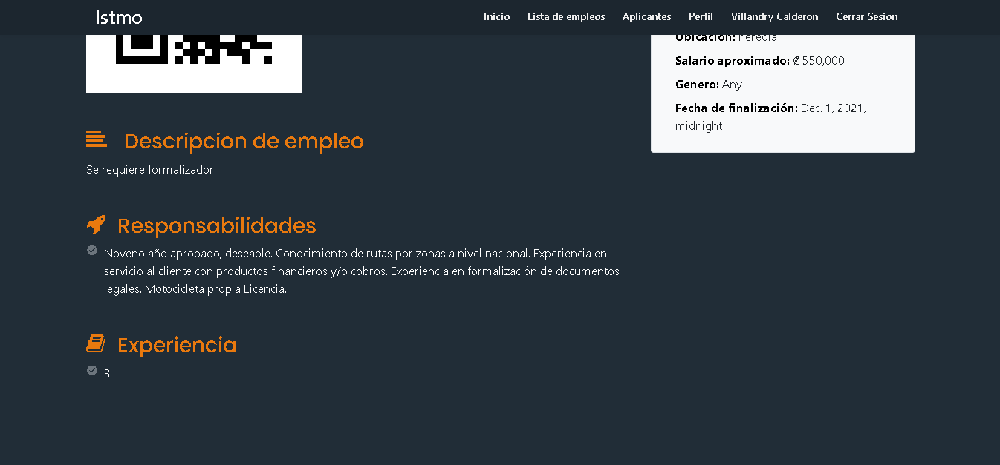 Istmo
Inicio
Lista de empleos
Aplicantes
Perfil
Villandry Calderon
Cerrar Sesion
Ubicación: heredia
Salario aproximado: ₡550,000
Genero: Any
Fecha de finalización: Dec. 1, 2021,
midnight
Descripcion de empleo
Se requiere formalizador
Responsabilidades
Noveno año aprobado, deseable. Conocimiento de rutas por zonas a nivel nacional. Experiencia en
servicio al cliente con productos financieros y/o cobros. Experiencia en formalización de documentos
legales. Motocicleta propia Licencia.
Experiencia
3